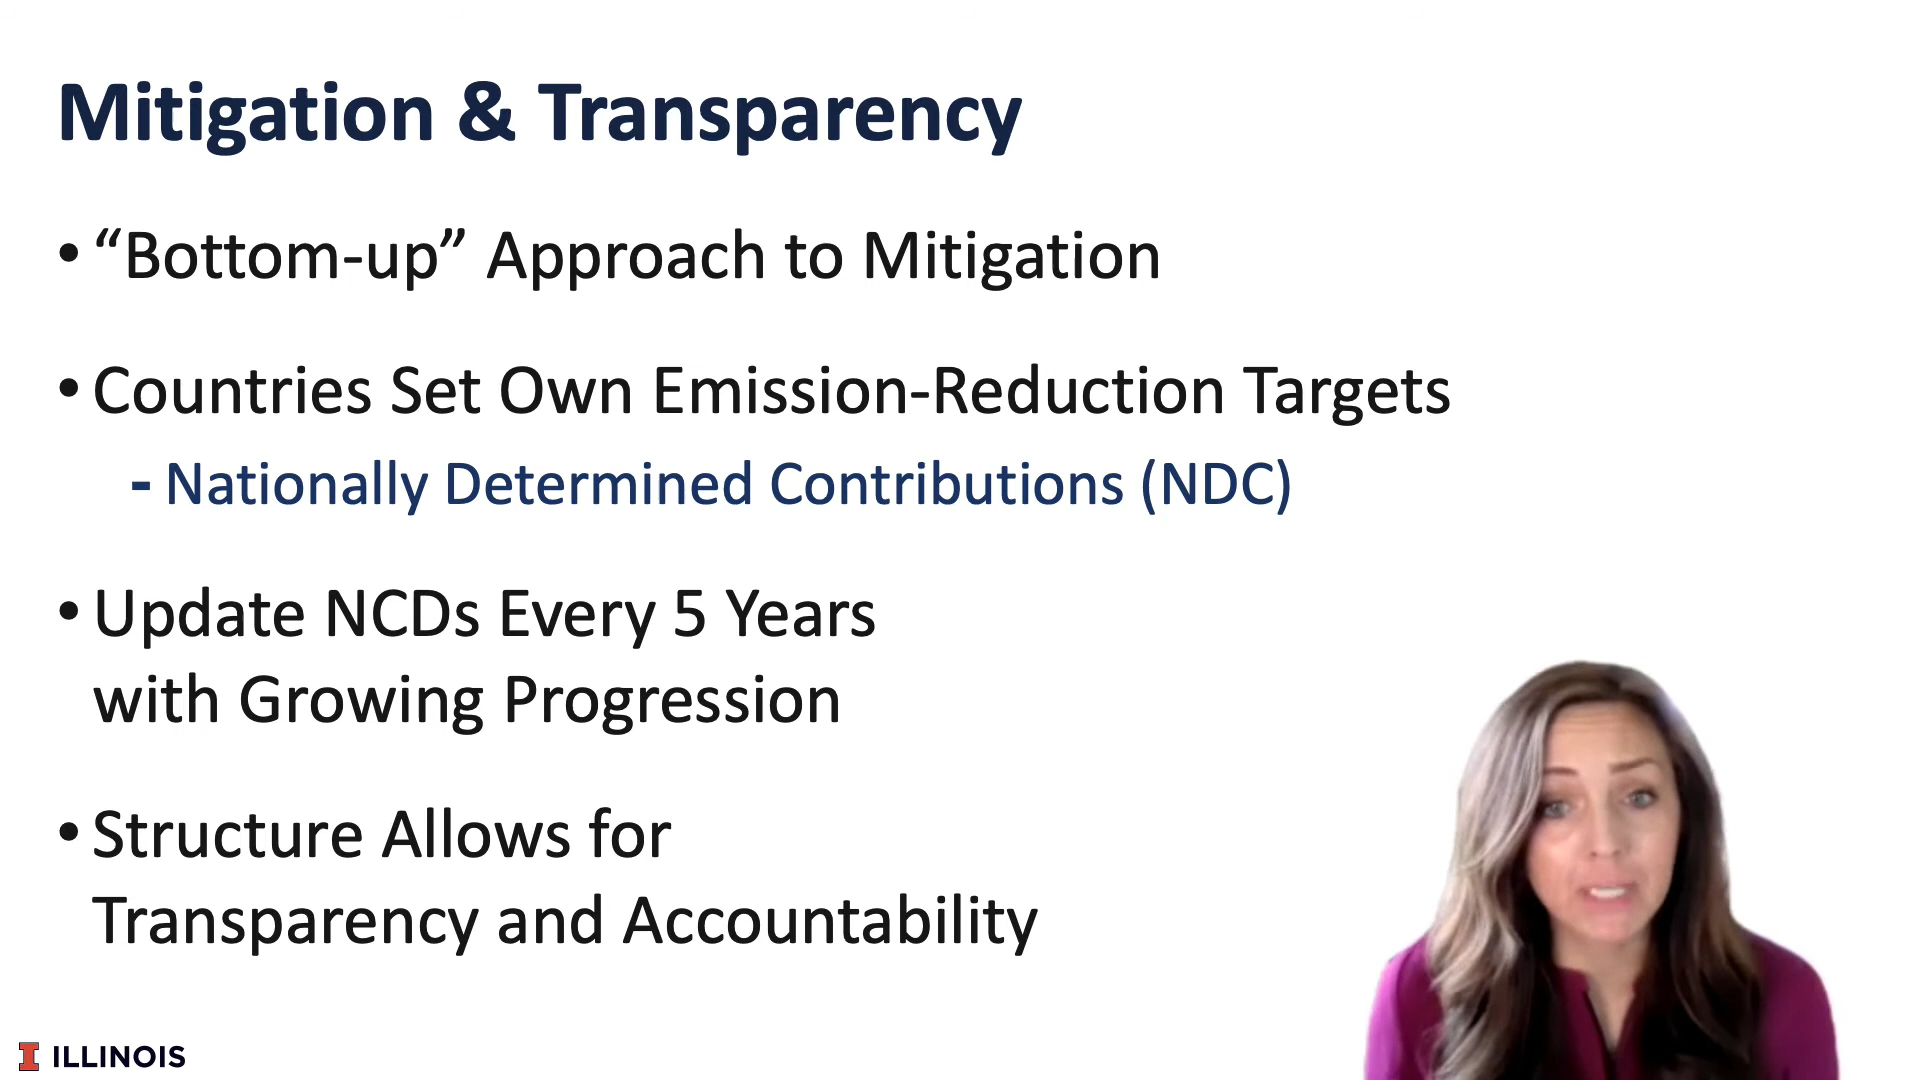 Mitigation & Transparency
• “Bottom-up” Approach to Mitigation
• Countries Set Own Emission-Reduction Targets
- Nationally Determined Contributions (NDC)
• Update NCDs Every 5 Years
with Growing Progression
• Structure Allows for
Transparency and Accountability
I ILLINOIS